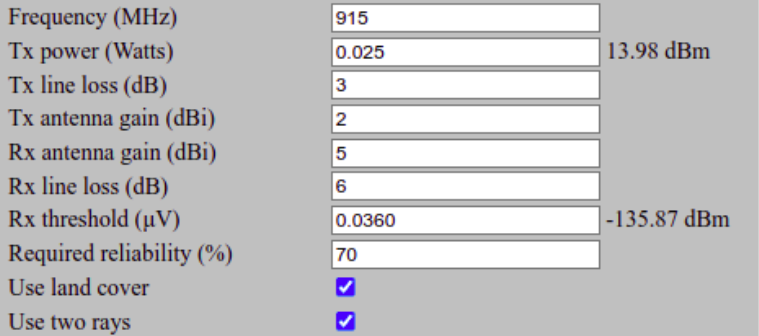 Frequency (MHz) 915
Tx power (Watts) 0.025 13.98 dBm
Tx line loss (dB) 3
Tx antenna gain (dBi) 2
Rx antenna gain (dBi) 5
Rx line loss (dB) 6
Rx threshold (μV) 0.0360 -135.87 dBm
Required reliability (%) 70
Use land cover
Use two rays